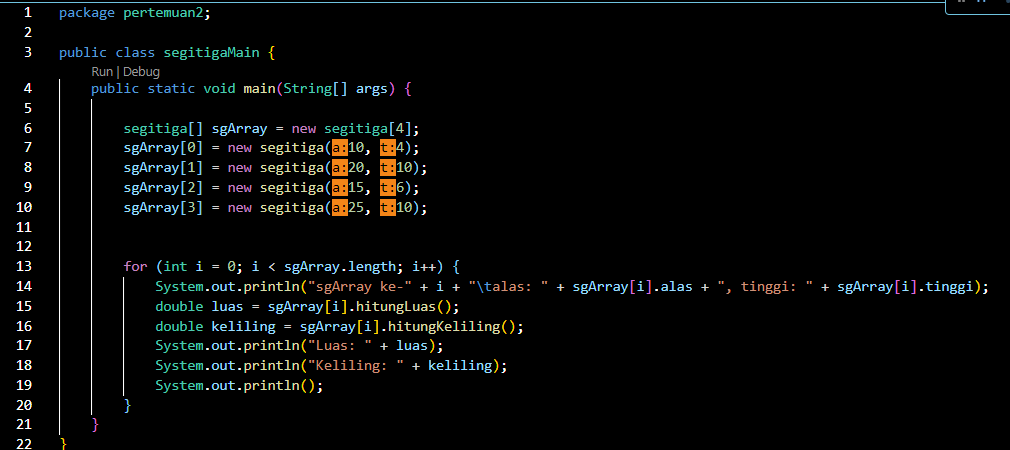 1 package pertemuan2;
2
3 public class segitigaMain {
Run | Debug
4 public static void main(String[] args) {
5
6 segitiga[] sgArray = new segitiga[4];
7 sgArray[0] = new segitiga(a:10, t:4);
8 sgArray[1] = new segitiga(a:20, t:10);
9 sgArray[2] = new segitiga(a:15, t:6);
10 sgArray[3] = new segitiga(a:25, t:10);
11
12
13 for (int i = 0; i < sgArray.length; i++) {
14 System.out.println("sgArray ke-" + i + "\talas: " + sgArray[i].alas + ", tinggi: " + sgArray[i].tinggi);
15 double luas = sgArray[i].hitungLuas();
16 double keliling = sgArray[i].hitungKeliling();
17 System.out.println("Luas: " + luas);
18 System.out.println("Keliling: " + keliling);
19 System.out.println();
20 }
21 }
22 }